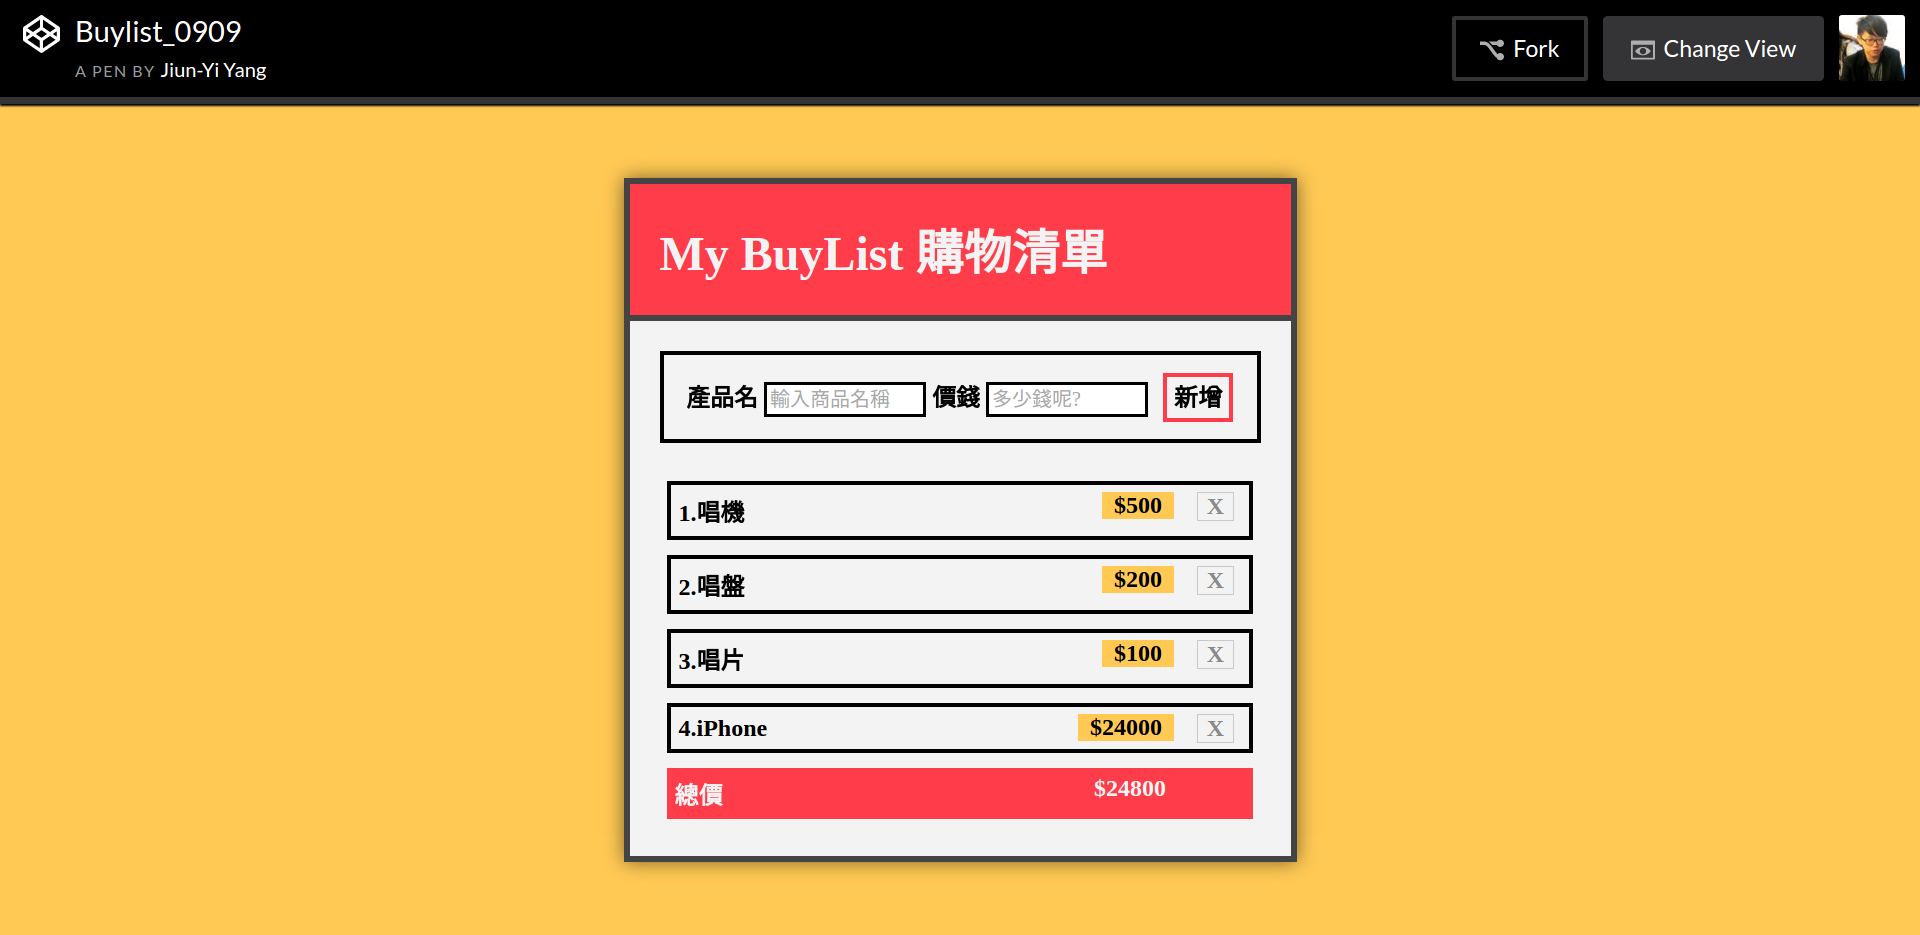 Buylist_0909
A PEN BY Jiun-Yi Yang
Fork
Change View
My BuyList 購物清單
產品名 輸入商品名稱 價錢 多少錢呢? 新增
1.唱機 $500 X
2.唱盤 $200 X
3.唱片 $100 X
4.iPhone $24000 X
總價 $24800